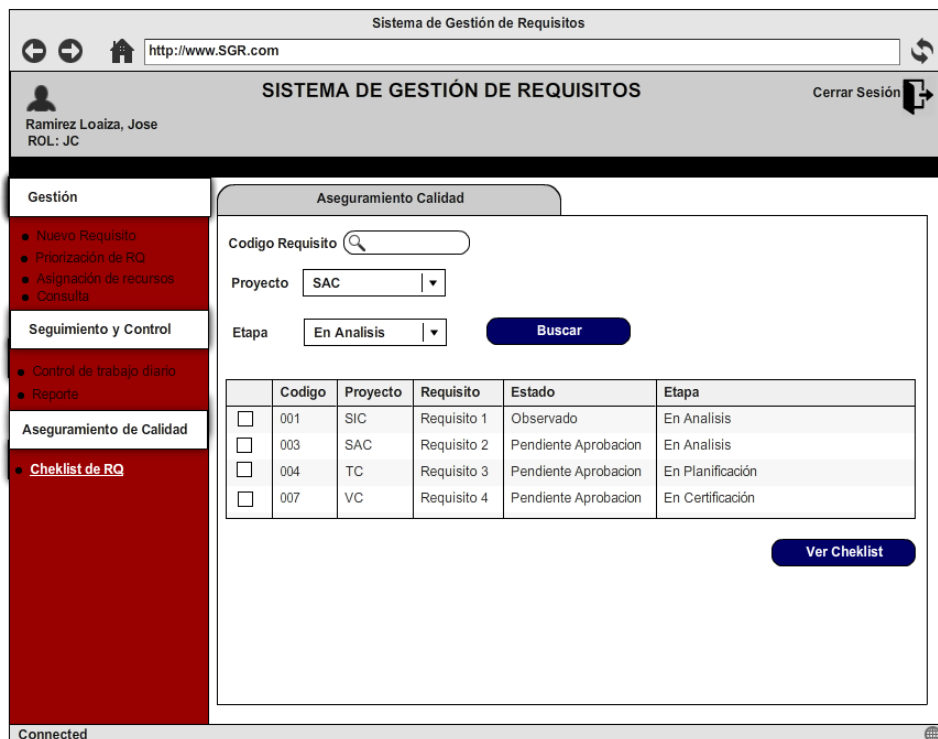 Sistema de Gestión de Requisitos
http://www.SGR.com
SISTEMA DE GESTIÓN DE REQUISITOS
Cerrar Sesión
Ramirez Loaiza, Jose
ROL: JC
Gestión
Nuevo Requisito
Priorización de RQ
Asignación de recursos
Consulta
Seguimiento y Control
Control de trabajo diario
Reporte
Aseguramiento de Calidad
Cheklist de RQ
Aseguramiento Calidad
Codigo Requisito
Proyecto SAC
Etapa En Analisis Buscar
Codigo Proyecto Requisito Estado Etapa
001 SIC Requisito 1 Observado En Analisis
003 SAC Requisito 2 Pendiente Aprobacion En Analisis
004 TC Requisito 3 Pendiente Aprobacion En Planificación
007 VC Requisito 4 Pendiente Aprobacion En Certificación
Ver Cheklist
Connected